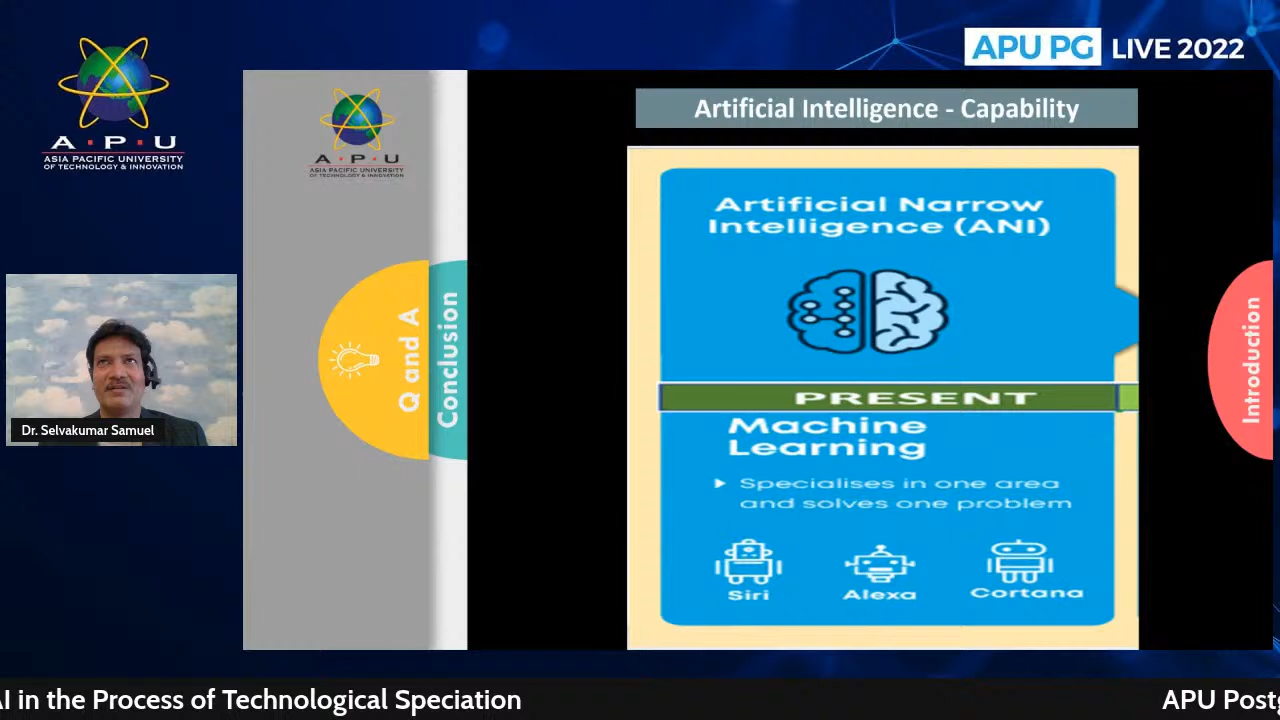 APU PG LIVE 2022
A·P·U
ASIA PACIFIC UNIVERSITY
OF TECHNOLOGY & INNOVATION
A·P·U
ASIA PACIFIC UNIVERSITY
OF TECHNOLOGY & INNOVATION
Artificial Intelligence - Capability
Artificial Narrow
Intelligence (ANI)
PRESENT
Machine
Learning
Specialises in one area
and solves one problem
Siri
Alexa
Cortana
Q and A
Conclusion
Introduction
Dr. Selvakumar Samuel
AI in the Process of Technological Speciation
APU